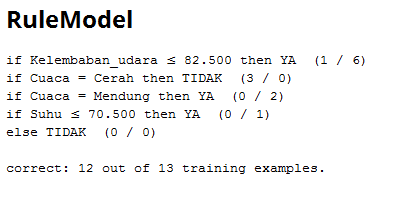 RuleModel
if Kelembaban_udara ≤ 82.500 then YA (1 / 6)
if Cuaca = Cerah then TIDAK (3 / 0)
if Cuaca = Mendung then YA (0 / 2)
if Suhu ≤ 70.500 then YA (0 / 1)
else TIDAK (0 / 0)
correct: 12 out of 13 training examples.